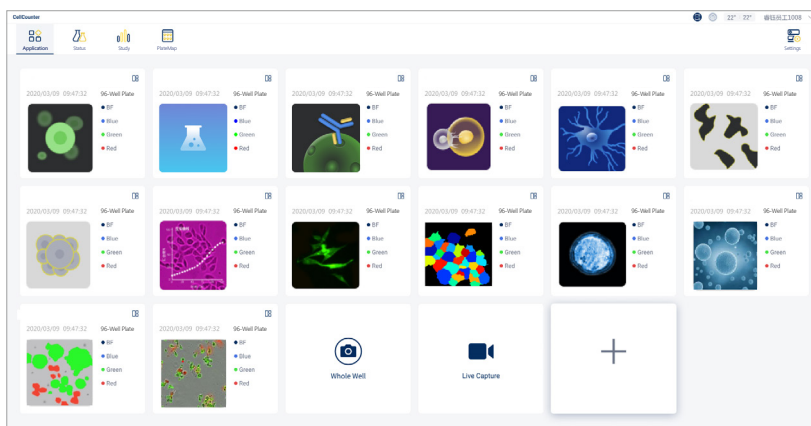 CellCounter
22° 77°
1008
Application
Status
Study
PlateMap
Settings
2020/03/09 09:47:32 96-Well Plate
BF
Blue
Green
Red
2020/03/09 09:47:32 96-Well Plate
BF
Blue
Green
Red
2020/03/09 09:47:32 96-Well Plate
BF
Blue
Green
Red
2020/03/09 09:47:32 96-Well Plate
BF
Blue
Green
Red
2020/03/09 09:47:32 96-Well Plate
BF
Blue
Green
Red
2020/03/09 09:47:32 96-Well Plate
BF
Blue
Green
Red
2020/03/09 09:47:32 96-Well Plate
BF
Blue
Green
Red
2020/03/09 09:47:32 96-Well Plate
BF
Blue
Green
Red
2020/03/09 09:47:32 96-Well Plate
BF
Blue
Green
Red
2020/03/09 09:47:32 96-Well Plate
BF
Blue
Green
Red
2020/03/09 09:47:32 96-Well Plate
BF
Blue
Green
Red
2020/03/09 09:47:32 96-Well Plate
BF
Blue
Green
Red
2020/03/09 09:47:32 96-Well Plate
BF
Blue
Green
Red
2020/03/09 09:47:32 96-Well Plate
BF
Blue
Green
Red
Whole Well
Live Capture